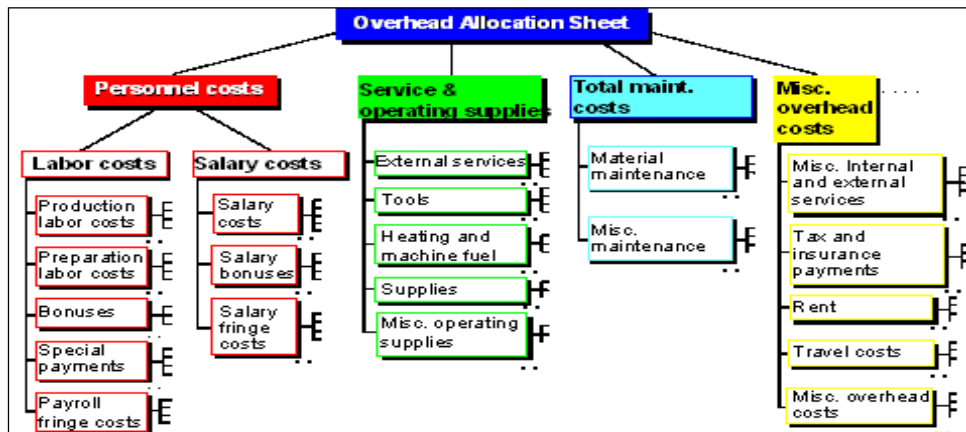 Overhead Allocation Sheet
Personnel costs
Service &
operating supplies
Total maint.
costs
Misc.
overhead
costs
Labor costs
Salary costs
Production
labor costs
Preparation
labor costs
Bonuses
Special
payments
Payroll
fringe costs
Salary
costs
Salary
bonuses
Salary
fringe
costs
External services
Tools
Heating and
machine fuel
Supplies
Misc. operating
supplies
Material
maintenance
Misc.
maintenance
Misc. Internal
and external
services
Tax and
insurance
payments
Rent
Travel costs
Misc. overhead
costs